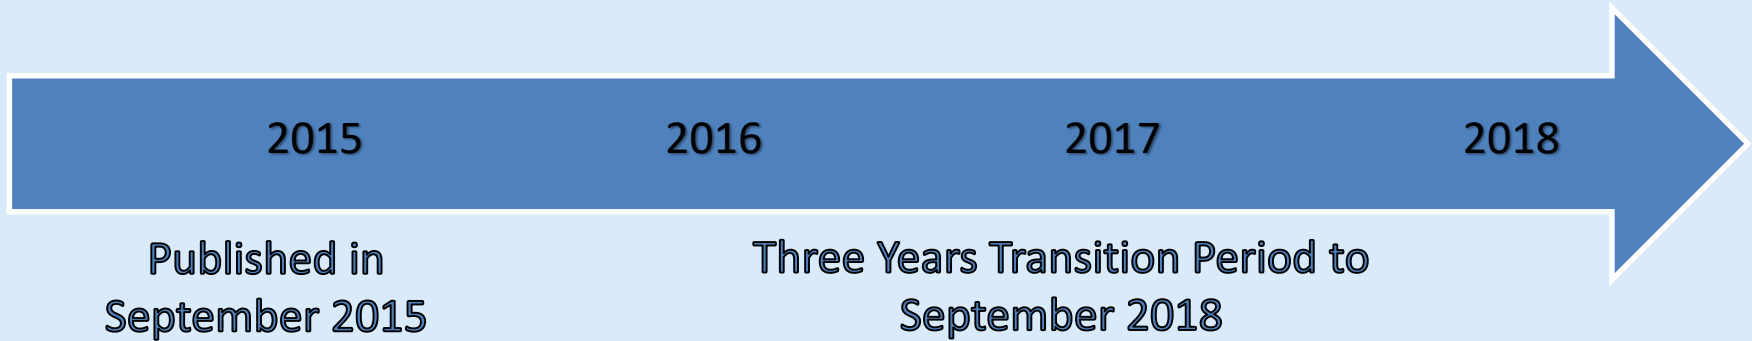 2015 2016 2017 2018
Published in
September 2015
Three Years Transition Period to
September 2018